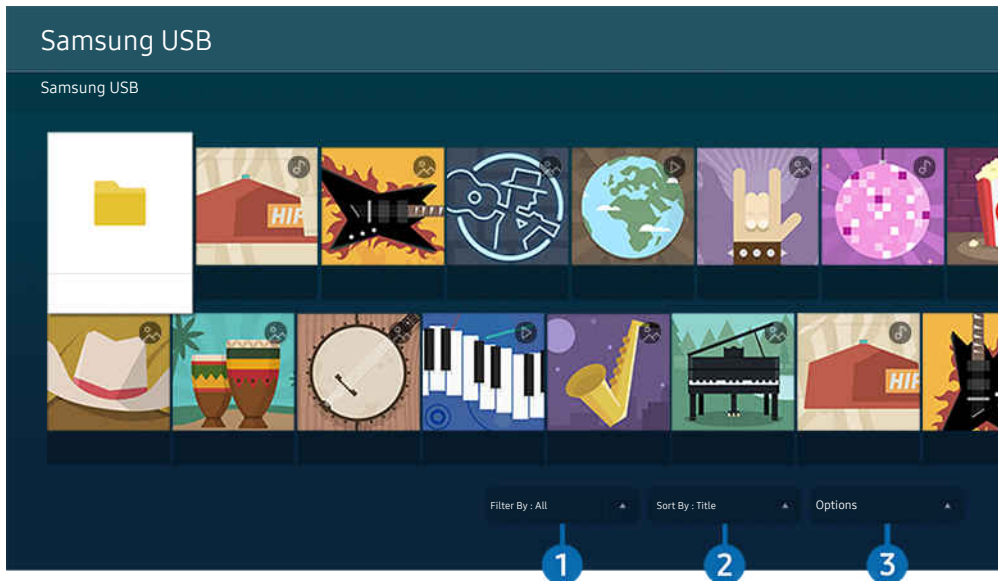 Samsung USB
Samsung USB
HIF
HIF
Filter By : All
Sort By : Title
Options
1
2
3